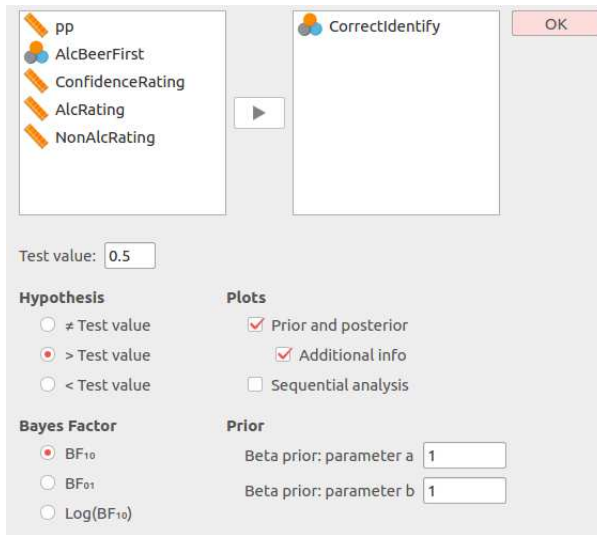 pp
AlcBeerFirst
ConfidenceRating
AlcRating
NonAlcRating
CorrectIdentify
OK
Test value: 0.5
Hypothesis
≠ Test value
> Test value
< Test value
Plots
Prior and posterior
Additional info
Sequential analysis
Bayes Factor
BF₁₀
BF₀₁
Log(BF₁₀)
Prior
Beta prior: parameter a 1
Beta prior: parameter b 1